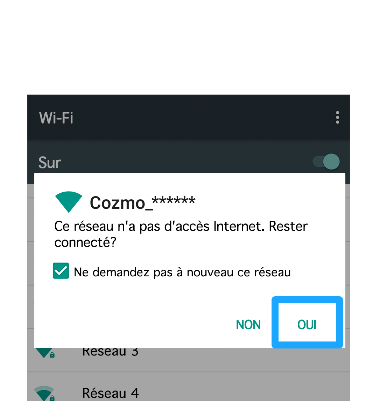 Wi-Fi
Sur
Cozmo_******
Ce réseau n'a pas d'accès Internet. Rester
connecté?
Ne demandez pas à nouveau ce réseau
NON OUI
Réseau 3
Réseau 4